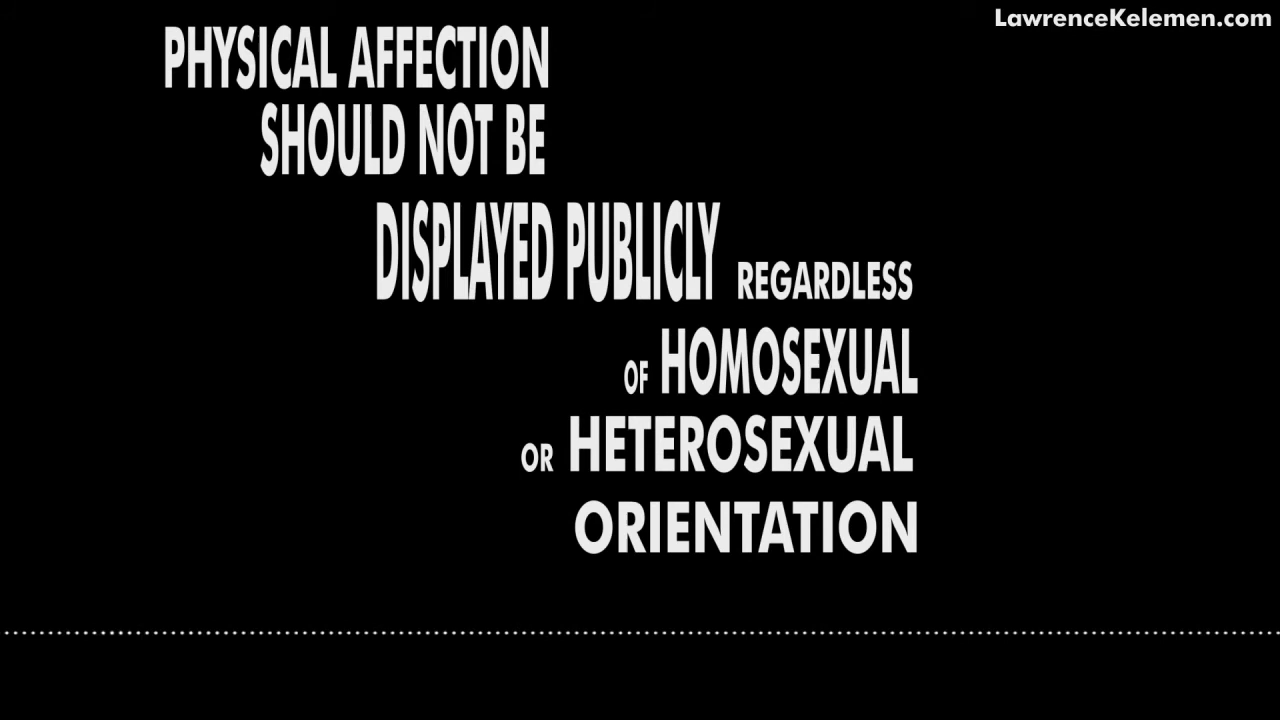 LawrenceKelemen.com
PHYSICAL AFFECTION
SHOULD NOT BE
DISPLAYED PUBLICLY REGARDLESS
OF HOMOSEXUAL
OR HETEROSEXUAL
ORIENTATION